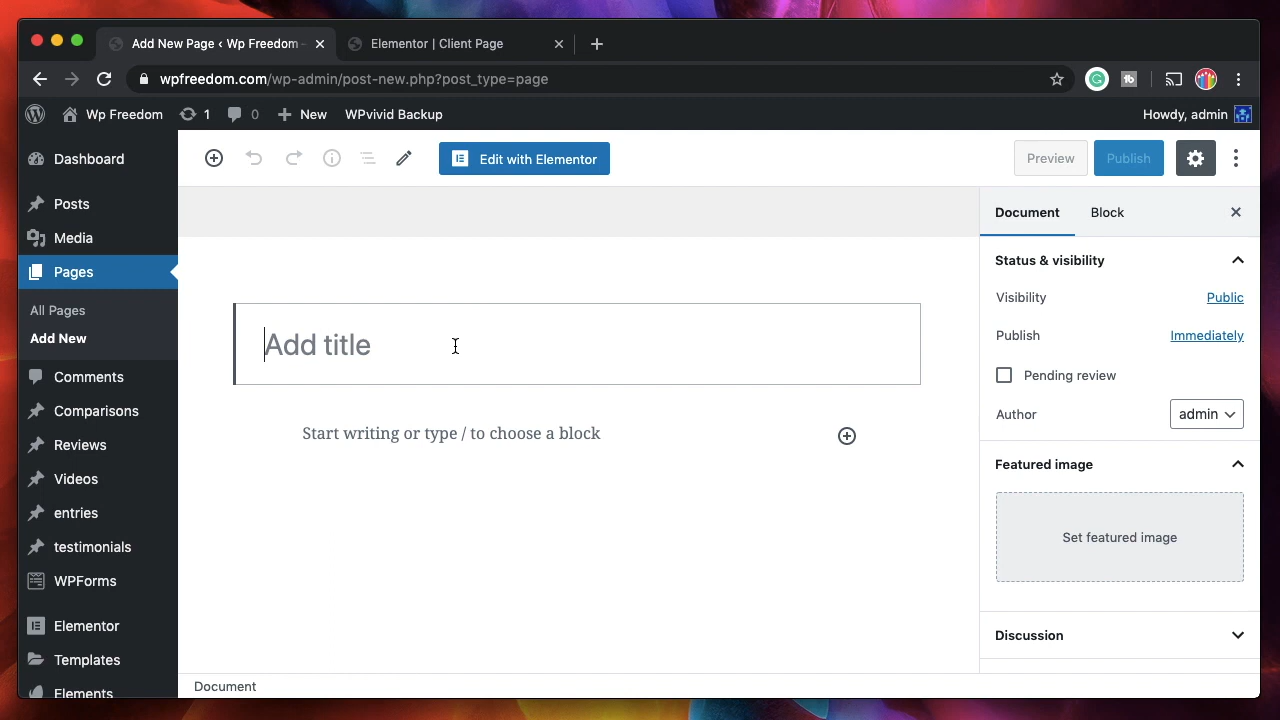 Add New Page ‹ Wp Freedom
Elementor | Client Page
wpfreedom.com/wp-admin/post-new.php?post_type=page
Wp Freedom
1
0
New
WPvivid Backup
Howdy, admin
Dashboard
Posts
Media
Pages
All Pages
Add New
Comments
Comparisons
Reviews
Videos
entries
testimonials
WPForms
Elementor
Templates
Elements
Edit with Elementor
Preview
Publish
Add title
Start writing or type / to choose a block
Document
Document
Block
Status & visibility
Visibility
Public
Publish
Immediately
Pending review
Author
admin
Featured image
Set featured image
Discussion